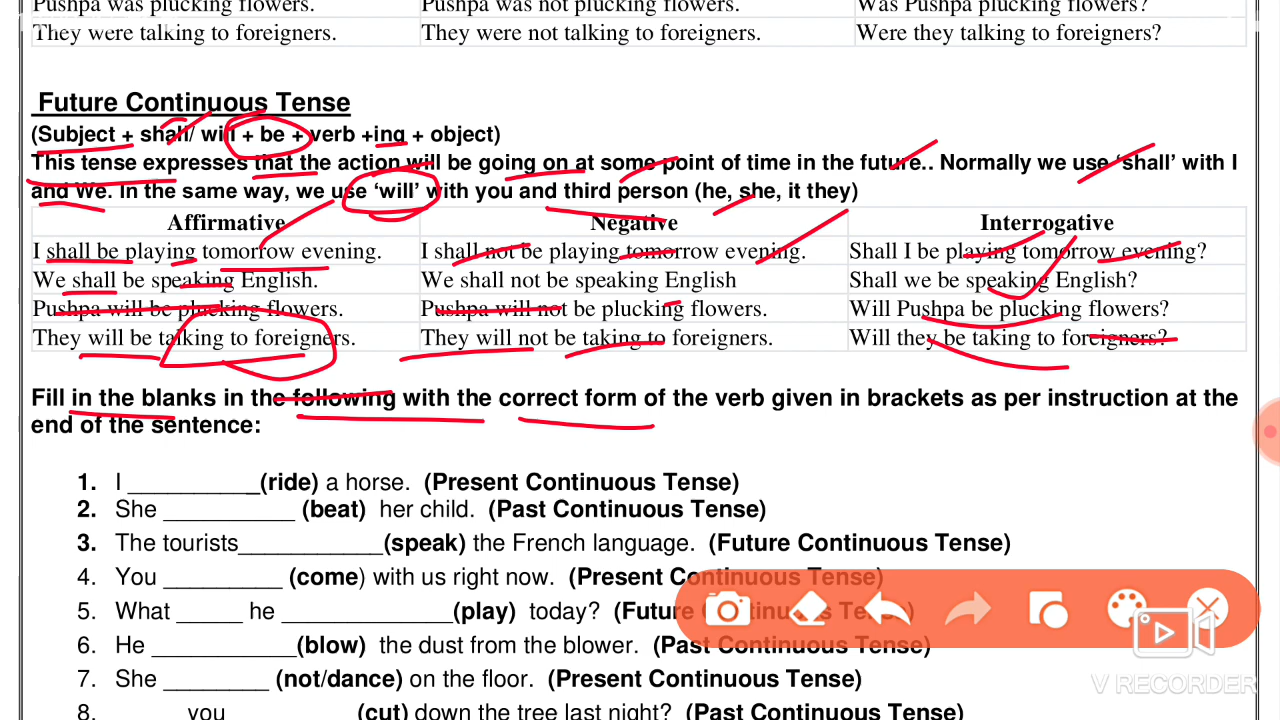 Pushpa was plucking flowers. Pushpa was not plucking flowers. Was Pushpa plucking flowers?
They were talking to foreigners. They were not talking to foreigners. Were they talking to foreigners?
Future Continuous Tense
(Subject + shall/ will + be + verb +ing + object)
This tense expresses that the action will be going on at some point of time in the future.. Normally we use ‘shall’ with I
and We. In the same way, we use ‘will’ with you and third person (he, she, it they)
Affirmative Negative Interrogative
I shall be playing tomorrow evening. I shall not be playing tomorrow evening. Shall I be playing tomorrow evening?
We shall be speaking English. We shall not be speaking English Shall we be speaking English?
Pushpa will be plucking flowers. Pushpa will not be plucking flowers. Will Pushpa be plucking flowers?
They will be talking to foreigners. They will not be taking to foreigners. Will they be taking to foreigners?
Fill in the blanks in the following with the correct form of the verb given in brackets as per instruction at the
end of the sentence:
1. I __________(ride) a horse. (Present Continuous Tense)
2. She __________ (beat) her child. (Past Continuous Tense)
3. The tourists___________(speak) the French language. (Future Continuous Tense)
4. You _________ (come) with us right now. (Present Continuous Tense)
5. What _____ he _____________(play) today? (Future Continuous Tense)
6. He ___________(blow) the dust from the blower. (Past Continuous Tense)
7. She ________ (not/dance) on the floor. (Present Continuous Tense)
8. _____ you __________ (cut) down the tree last night? (Past Continuous Tense)
V RECORDER